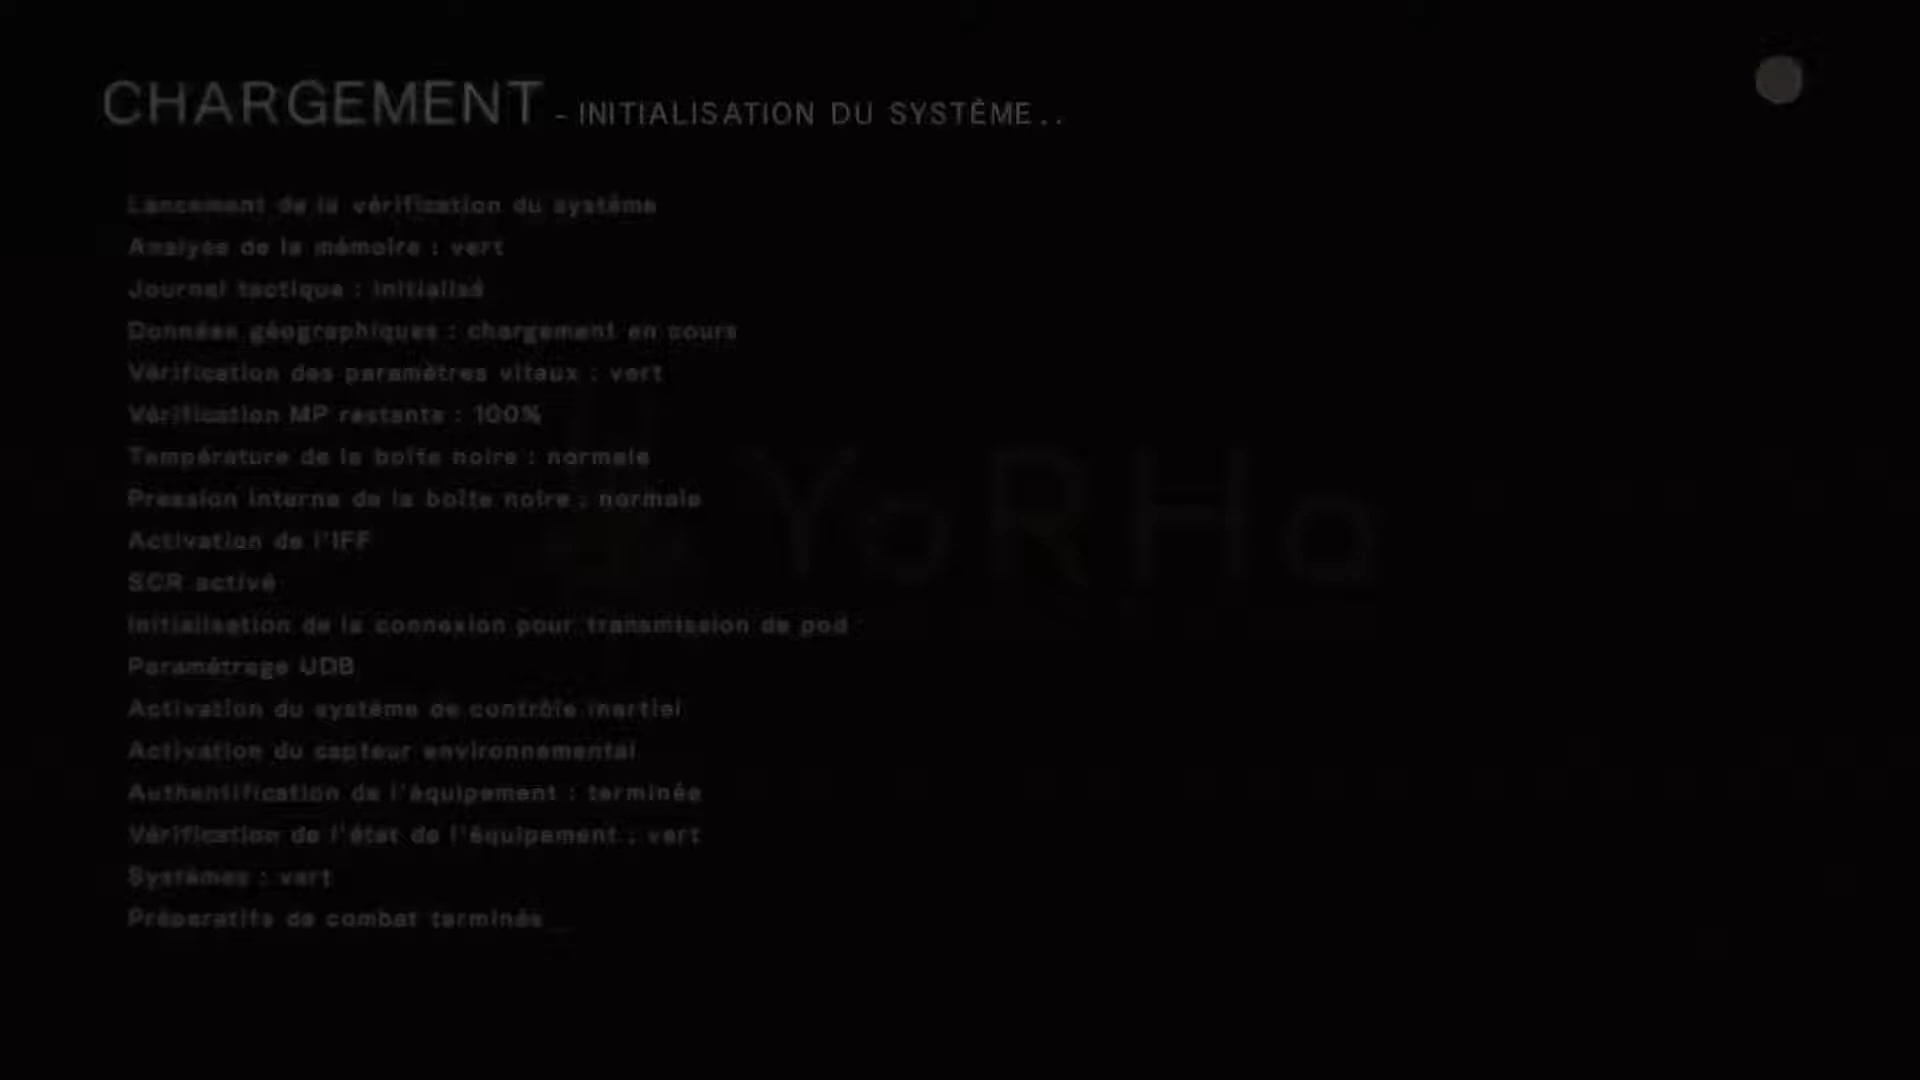 CHARGEMENT - INITIALISATION DU SYSTÈME..
Lancement de la vérification du système
Analyse de la mémoire : vert
Journal tactique : initialisé
Données géographiques : chargement en cours
Vérification des paramètres vitaux : vert
Vérification MP restants : 100%
Température de la boîte noire : normale
Pression interne de la boîte noire : normale
YoRHa
Activation de l'IFF
SCR activé
Initialisation de la connexion pour transmission de pod
Paramétrage UDB
Activation du système de contrôle inertiel
Activation du capteur environnemental
Authentification de l'équipement : terminée
Vérification de l'état de l'équipement : vert
Systèmes : vert
Préparatifs de combat terminés